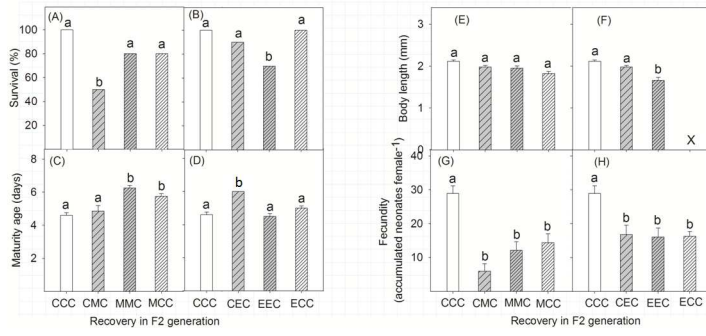 (A) (B)
a a a
a a
a
b
b
100
80
60
40
20
Survival (%)
(C) (D)
b b b
a a a a a
8
6
4
2
Maturity age (days)
CCC CMC MMC MCC CCC CEC EEC ECC
Recovery in F2 generation
(E) (F)
a a a a a a b
X
3
2
1
0
Body length (mm)
(G) (H)
a a
b b b b b b
40
30
20
10
Fecundity
(accumulated neonates female-1)
CCC CMC MMC MCC CCC CEC EEC ECC
Recovery in F2 generation